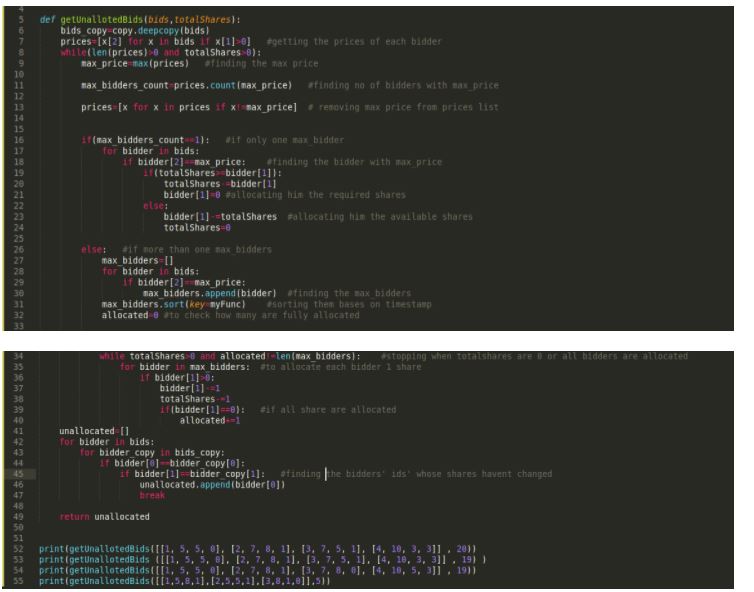 4
5 def getUnallotedBids(bids,totalShares):
6 bids_copy=copy.deepcopy(bids)
7 prices=[x[2] for x in bids if x[1]>0] #getting the prices of each bidder
8 while(len(prices)>0 and totalShares>0):
9 max_price=max(prices) #finding the max price
10
11 max_bidders_count=prices.count(max_price) #finding no of bidders with max_price
12
13 prices=[x for x in prices if x!=max_price] # removing max price from prices list
14
15
16 if(max_bidders_count==1): #if only one max_bidder
17 for bidder in bids:
18 if bidder[2]==max_price: #finding the bidder with max_price
19 if(totalShares>=bidder[1]):
20 totalShares-=bidder[1]
21 bidder[1]=0 #allocating him the required shares
22 else:
23 bidder[1]-=totalShares #allocating him the available shares
24 totalShares=0
25
26 else: #if more than one max_bidders
27 max_bidders=[]
28 for bidder in bids:
29 if bidder[2]==max_price:
30 max_bidders.append(bidder) #finding the max_bidders
31 max_bidders.sort(key=myFunc) #sorting them bases on timestamp
32 allocated=0 #to check how many are fully allocated
33
34 while totalShares>0 and allocated!=len(max_bidders): #stopping when totalshares are 0 or all bidders are allocated
35 for bidder in max_bidders: #to allocate each bidder 1 share
36 if bidder[1]>0:
37 bidder[1]-=1
38 totalShares-=1
39 if(bidder[1]==0): #if all share are allocated
40 allocated+=1
41 unallocated=[]
42 for bidder in bids:
43 for bidder_copy in bids_copy:
44 if bidder[0]==bidder_copy[0]:
45 if bidder[1]==bidder_copy[1]: #finding the bidders' ids' whose shares havent changed
46 unallocated.append(bidder[0])
47 break
48
49 return unallocated
50
51
52 print(getUnallotedBids([[1, 5, 5, 0], [2, 7, 8, 1], [3, 7, 5, 1], [4, 10, 3, 3]] , 20))
53 print(getUnallotedBids ([[1, 5, 5, 0], [2, 7, 8, 1], [3, 7, 5, 1], [4, 10, 3, 3]] , 19) )
54 print(getUnallotedBids([[1, 5, 5, 0], [2, 7, 8, 1], [3, 7, 8, 0], [4, 10, 5, 3]] , 19))
55 print(getUnallotedBids([[1,5,8,1],[2,5,5,1],[3,8,1,0]],5))